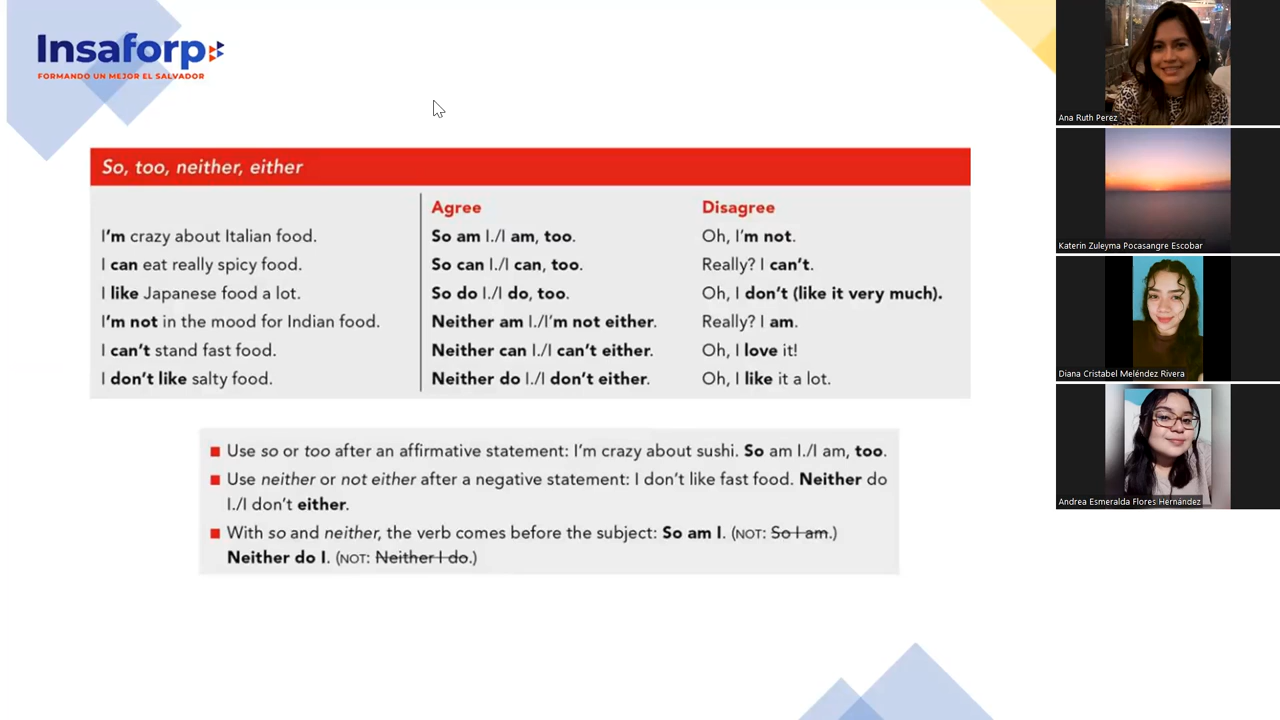 Insaforp
FORMANDO UN MEJOR EL SALVADOR
So, too, neither, either
Agree Disagree
I'm crazy about Italian food. So am I./I am, too. Oh, I'm not.
I can eat really spicy food. So can I./I can, too. Really? I can't.
I like Japanese food a lot. So do I./I do, too. Oh, I don't (like it very much).
I'm not in the mood for Indian food. Neither am I./I'm not either. Really? I am.
I can't stand fast food. Neither can I./I can't either. Oh, I love it!
I don't like salty food. Neither do I./I don't either. Oh, I like it a lot.
Use so or too after an affirmative statement: I'm crazy about sushi. So am I./I am, too.
Use neither or not either after a negative statement: I don't like fast food. Neither do
I./I don't either.
With so and neither, the verb comes before the subject: So am I. (NOT: So I am.)
Neither do I. (NOT: Neither I do.)
Ana Ruth Perez
Katerin Zuleyma Pocasangre Escobar
Diana Cristabel Meléndez Rivera
Andrea Esmeralda Flores Hernández